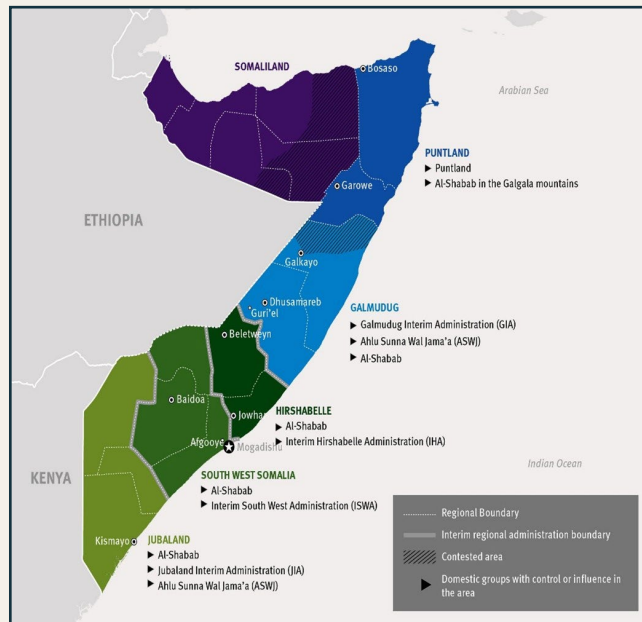 SOMALILAND
Bosaso
Arabian Sea
PUNTLAND
▶ Puntland
▶ Al-Shabab in the Galgala mountains
Garowe
ETHIOPIA
Galkayo
Dhusamareb
Guri'el
GALMUDUG
▶ Galmudug Interim Administration (GIA)
▶ Ahlu Sunna Wal Jama'a (ASWJ)
▶ Al-Shabab
Beletweyn
Baidoa
Jowhar
HIRSHABELLE
▶ Al-Shabab
▶ Interim Hirshabelle Administration (IHA)
Afgooye
Mogadishu
Indian Ocean
KENYA
SOUTH WEST SOMALIA
▶ Al-Shabab
▶ Interim South West Administration (ISWA)
Kismayo
JUBALAND
▶ Al-Shabab
▶ Jubaland Interim Administration (JIA)
▶ Ahlu Sunna Wal Jama'a (ASWJ)
Regional Boundary
Interim regional administration boundary
Contested area
Domestic groups with control or influence in
the area